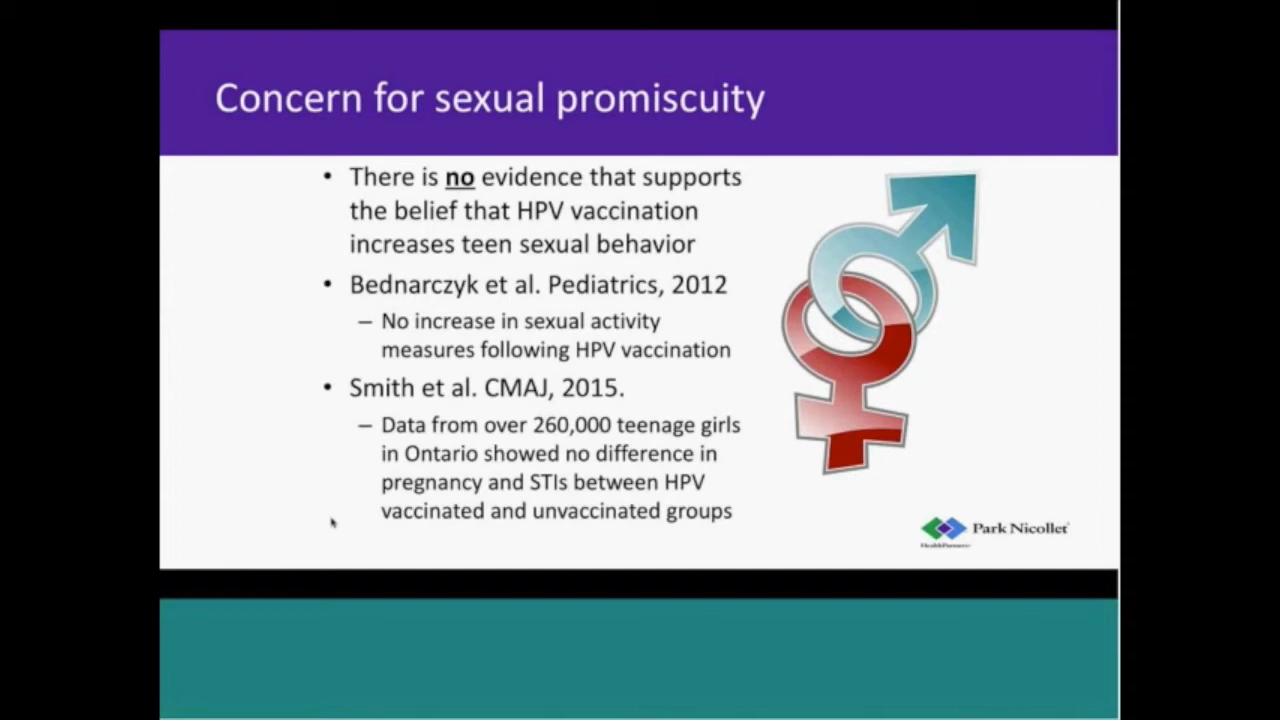 Concern for sexual promiscuity
• There is no evidence that supports
the belief that HPV vaccination
increases teen sexual behavior
• Bednarczyk et al. Pediatrics, 2012
– No increase in sexual activity
measures following HPV vaccination
• Smith et al. CMAJ, 2015.
– Data from over 260,000 teenage girls
in Ontario showed no difference in
pregnancy and STIs between HPV
vaccinated and unvaccinated groups
Park Nicollet
HealthPartners